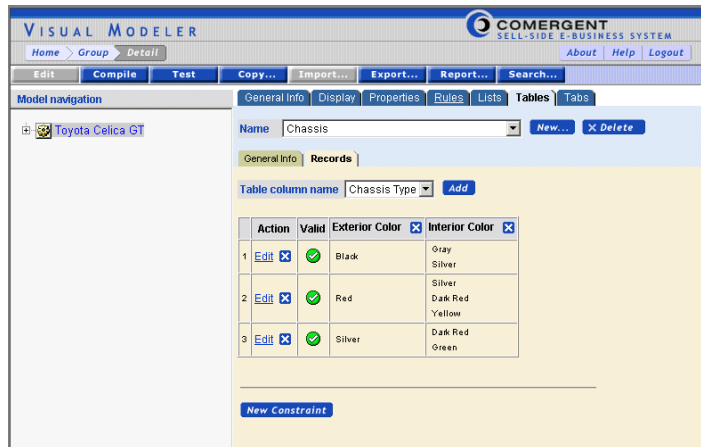 VISUAL MODELER
COMERGENT
SELL-SIDE E-BUSINESS SYSTEM
Home Group Detail
About Help Logout
Edit Compile Test Copy... Import... Export... Report... Search...
Model navigation
General Info Display Properties Rules Lists Tables Tabs
Toyota Celica GT
Name Chassis New... X Delete
General Info Records
Table column name Chassis Type Add
Action Valid Exterior Color Interior Color
1 Edit Black Gray
Silver
2 Edit Red Silver
Dark Red
Yellow
3 Edit Silver Dark Red
Green
New Constraint